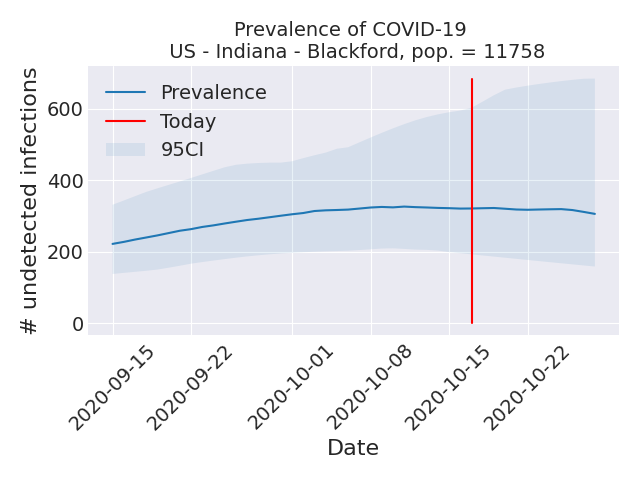 Prevalence of COVID-19
US - Indiana - Blackford, pop. = 11758
# undetected infections
600
400
200
0
Prevalence
Today
95CI
2020-09-15
2020-09-22
2020-10-01
2020-10-08
2020-10-15
2020-10-22
Date